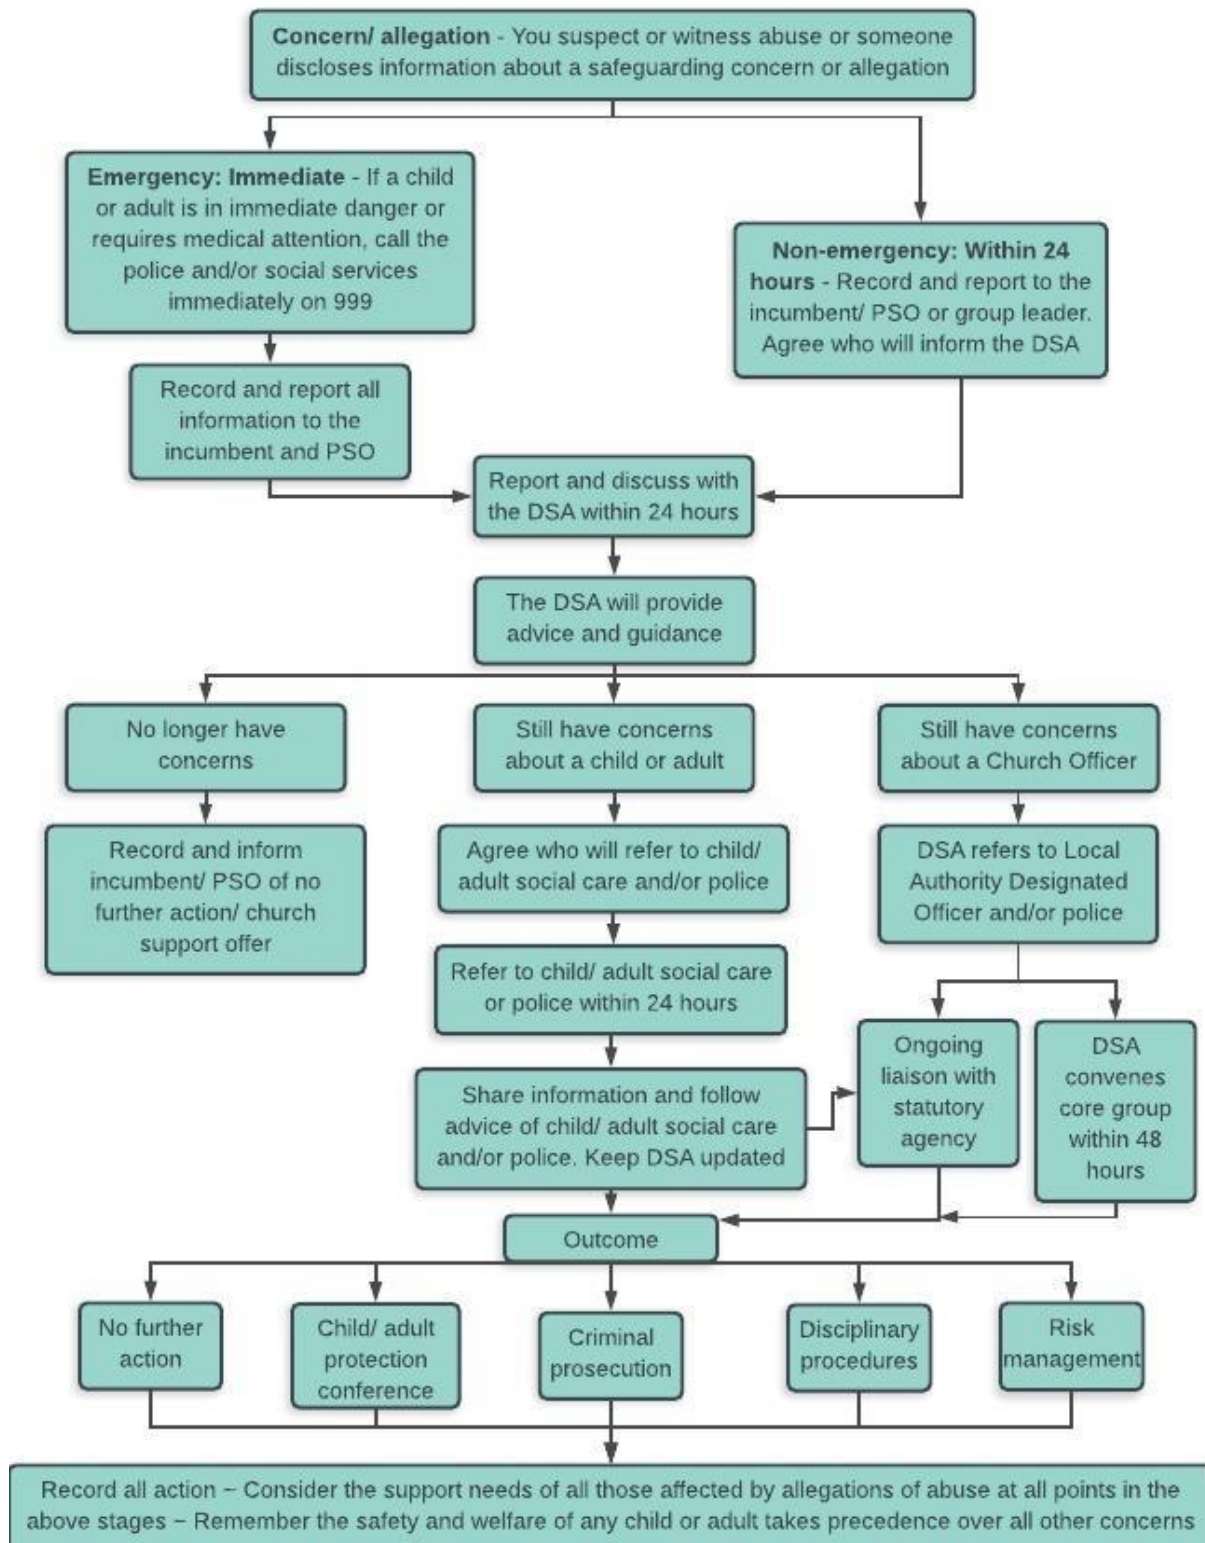 Concern/ allegation - You suspect or witness abuse or someone
discloses information about a safeguarding concern or allegation
Emergency: Immediate - If a child
or adult is in immediate danger or
requires medical attention, call the
police and/or social services
immediately on 999
Non-emergency: Within 24
hours - Record and report to the
incumbent/ PSO or group leader.
Agree who will inform the DSA
Record and report all
information to the
incumbent and PSO
Report and discuss with
the DSA within 24 hours
The DSA will provide
advice and guidance
No longer have
concerns
Still have concerns
about a child or adult
Still have concerns
about a Church Officer
Record and inform
incumbent/ PSO of no
further action/ church
support offer
Agree who will refer to child/
adult social care and/or police
DSA refers to Local
Authority Designated
Officer and/or police
Refer to child/ adult social care
or police within 24 hours
Ongoing
liaison with
statutory
agency
DSA
convenes
core group
within 48
hours
Share information and follow
advice of child/ adult social care
and/or police. Keep DSA updated
Outcome
No further
action
Child/ adult
protection
conference
Criminal
prosecution
Disciplinary
procedures
Risk
management
Record all action − Consider the support needs of all those affected by allegations of abuse at all points in the
above stages − Remember the safety and welfare of any child or adult takes precedence over all other concerns